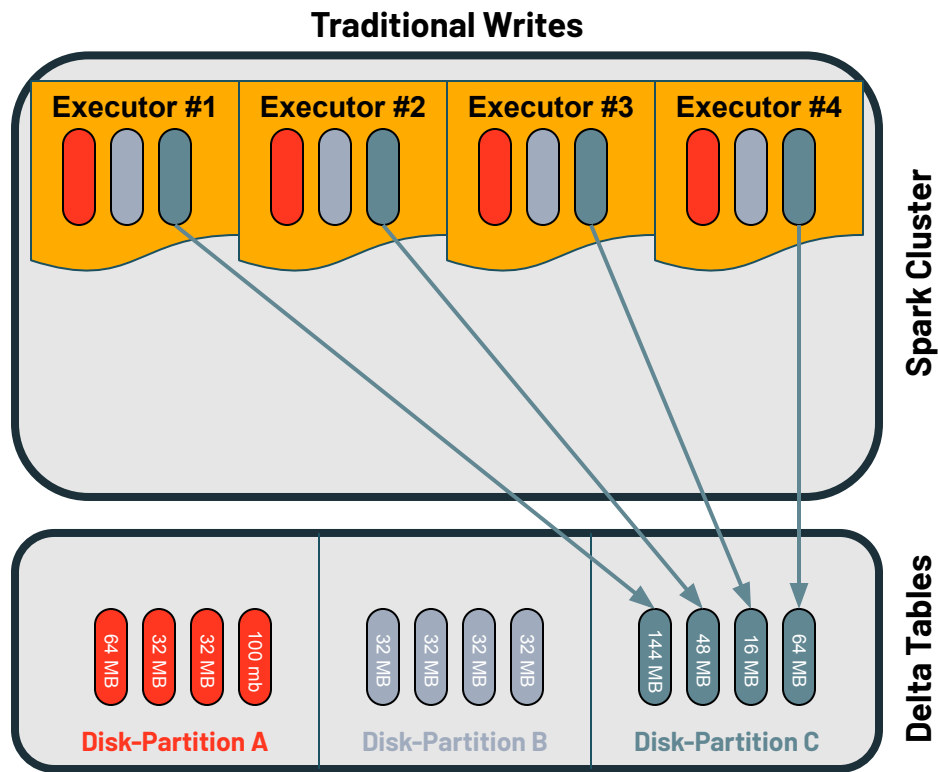 Traditional Writes
Executor #1
Executor #2
Executor #3
Executor #4
Spark Cluster
64 MB
32 MB
32 MB
100 mb
32 MB
32 MB
32 MB
32 MB
144 MB
48 MB
16 MB
64 MB
Disk-Partition A
Disk-Partition B
Disk-Partition C
Delta Tables